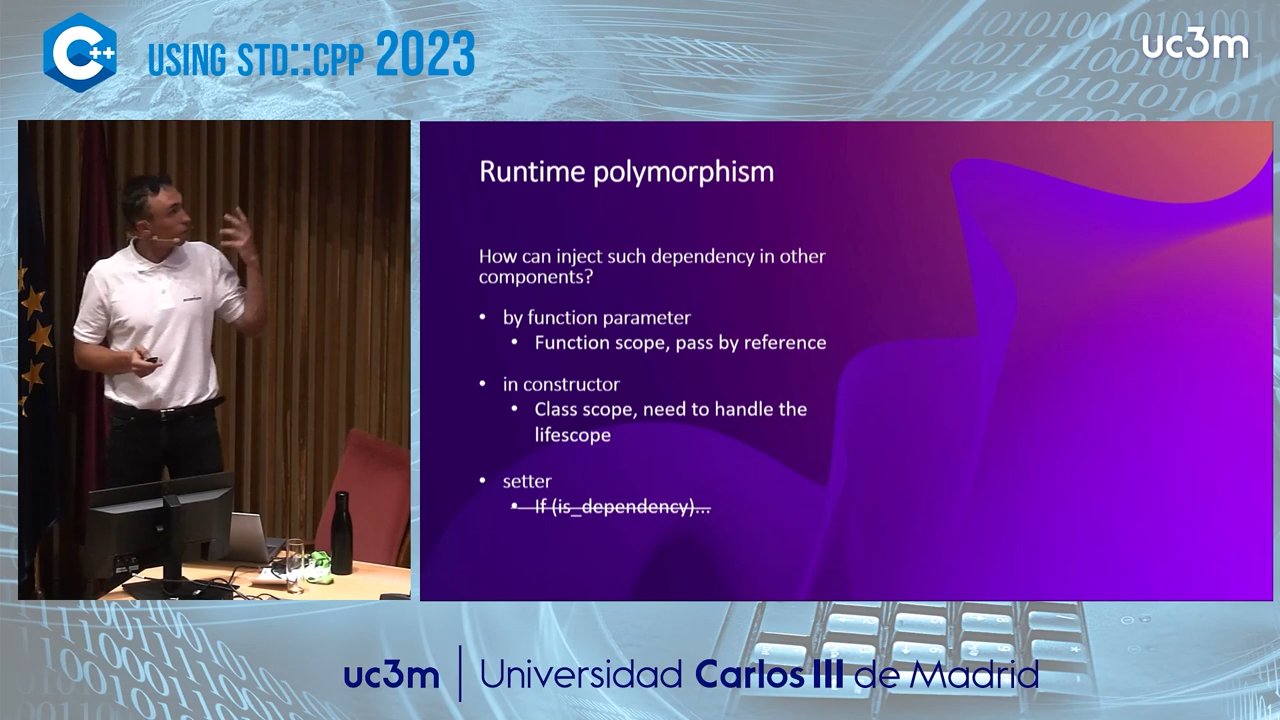 C++
USING STD::CPP 2023
uc3m
Runtime polymorphism
How can inject such dependency in other
components?
• by function parameter
• Function scope, pass by reference
• in constructor
• Class scope, need to handle the
lifescope
• setter
• If (is_dependency)...
uc3m | Universidad Carlos III de Madrid